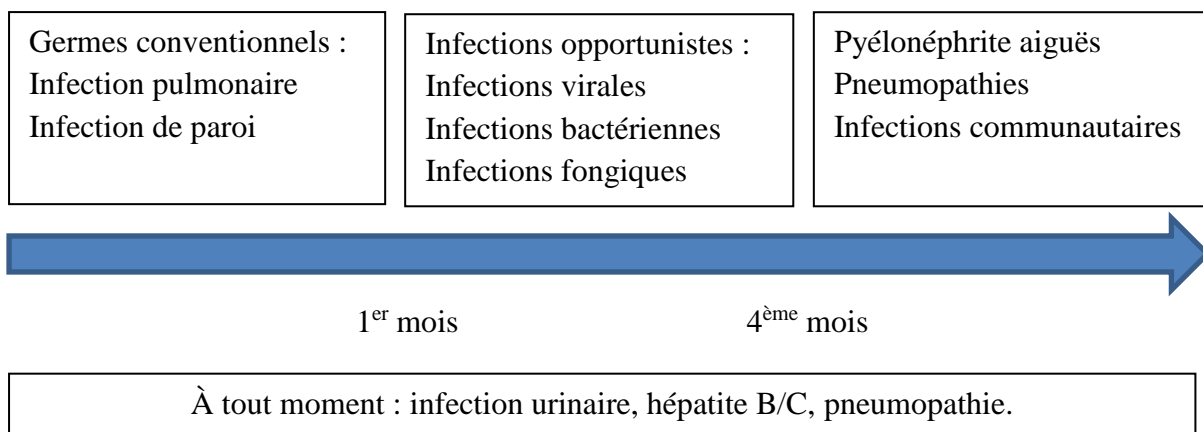 Germes conventionnels :
Infection pulmonaire
Infection de paroi
Infections opportunistes :
Infections virales
Infections bactériennes
Infections fongiques
Pyélonéphrite aiguës
Pneumopathies
Infections communautaires
1er mois
4ème mois
À tout moment : infection urinaire, hépatite B/C, pneumopathie.